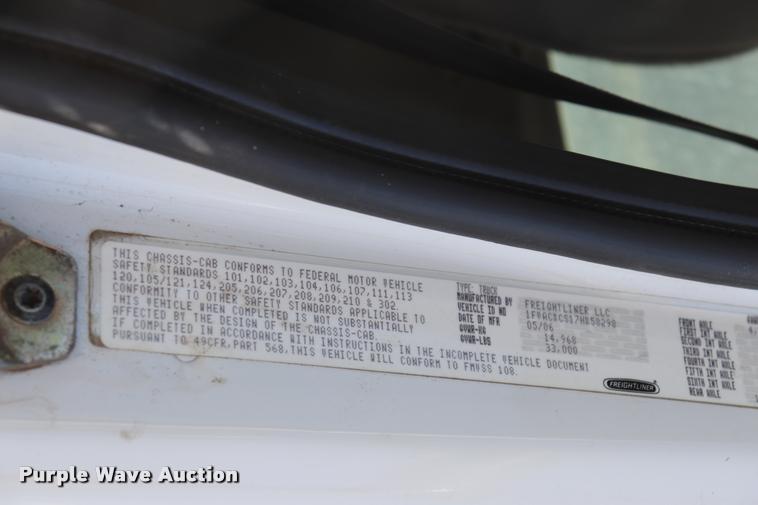 THIS CHASSIS-CAB CONFORMS TO FEDERAL MOTOR VEHICLE
SAFETY STANDARDS 101,102,103,104,106,107,111,113
120,105/121,124,205,206,207,208,209,210 & 302
CONFORMITY TO OTHER SAFETY STANDARDS APPLICABLE TO
THIS VEHICLE WHEN COMPLETED IS NOT SUBSTANTIALLY
AFFECTED BY THE DESIGN OF THE CHASSIS-CAB.
IF COMPLETED IN ACCORDANCE WITH INSTRUCTIONS IN THE INCOMPLETE VEHICLE DOCUMENT
PURSUANT TO 49CFR,PART 568,THIS VEHICLE WILL CONFORM TO FMVSS 108.
TYPE: TRUCK
MANUFACTURED BY FREIGHTLINER LLC
VEHICLE ID NO
DATE OF MFR 05/06
GVWR-KG 14,968
GVWR-LBS 33,000
FREIGHTLINER
FRONT AXLE
FIRST INT AXLE
SECOND INT AXLE
THIRD INT AXLE
FOURTH INT AXLE
FIFTH INT AXLE
SIXTH INT AXLE
REAR AXLE
Purple Wave Auction